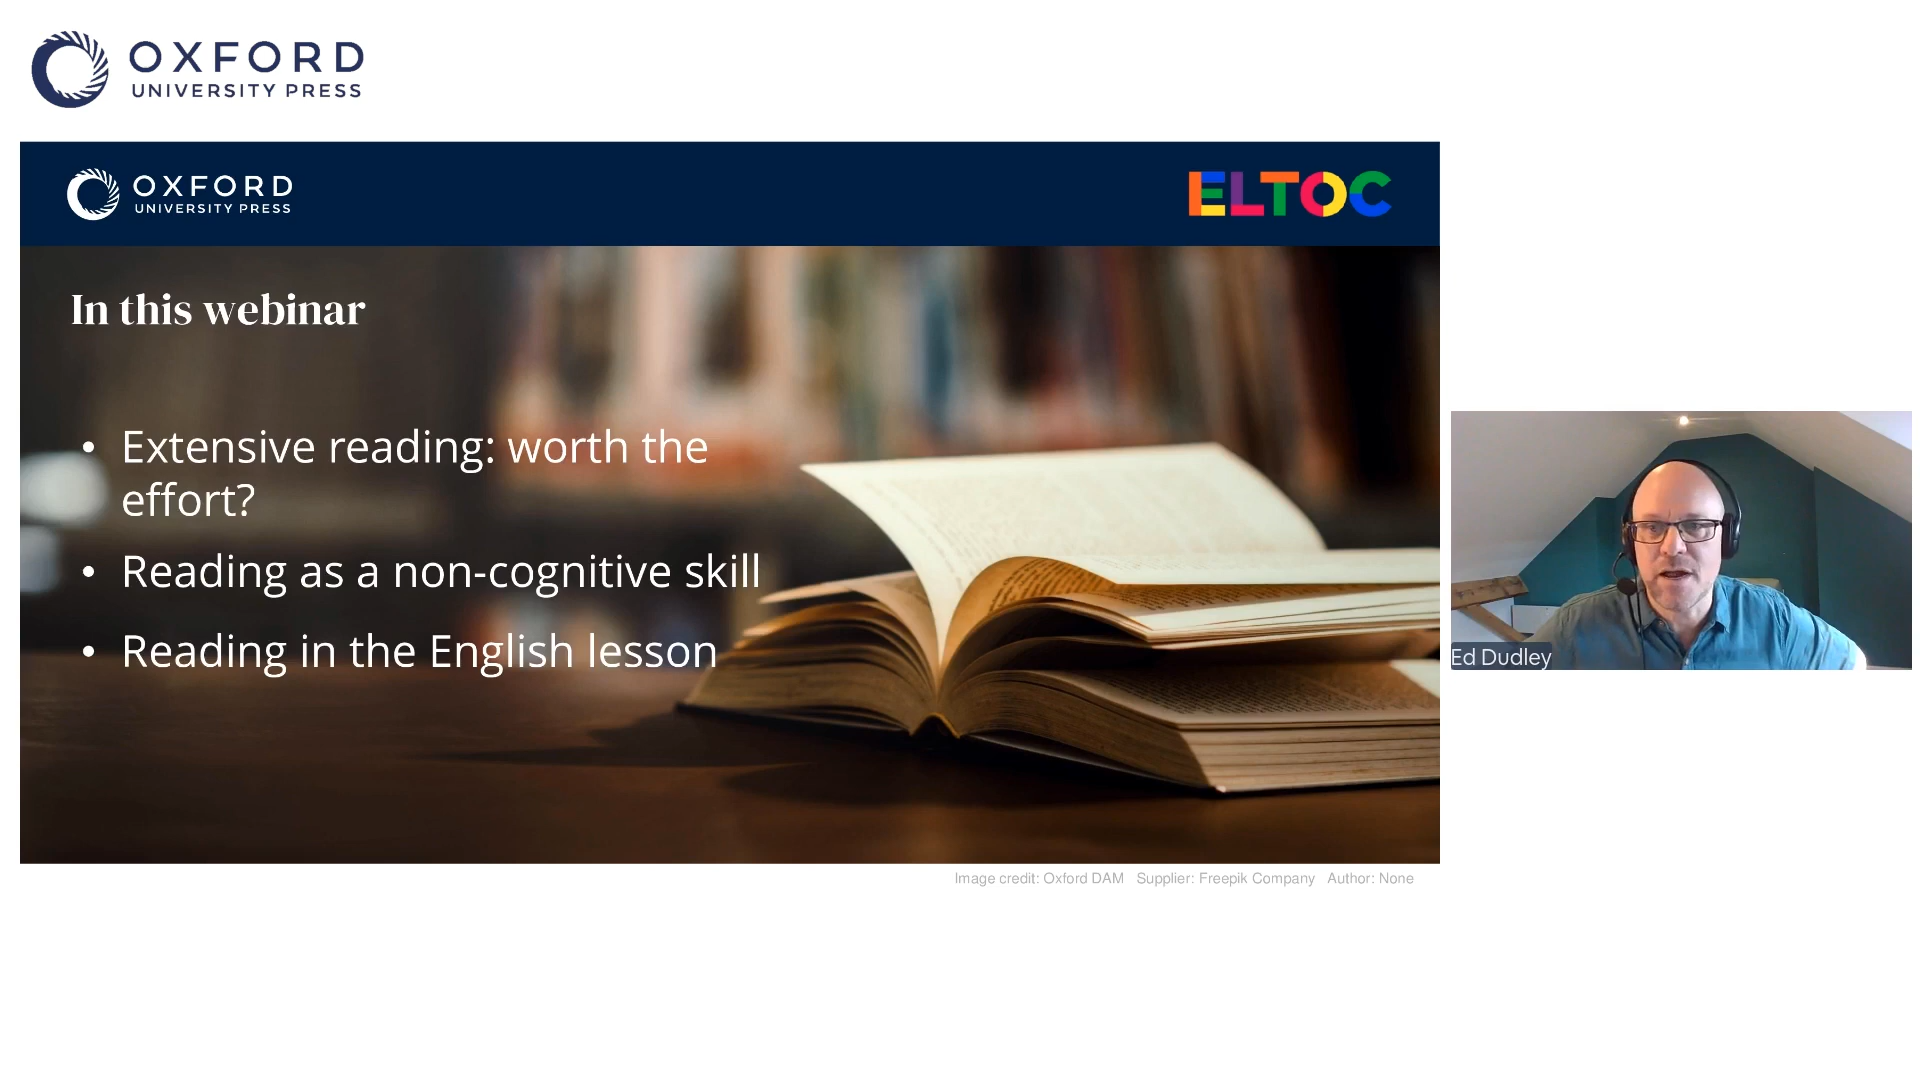 OXFORD
UNIVERSITY PRESS
OXFORD
UNIVERSITY PRESS
ELTOC
In this webinar
• Extensive reading: worth the
effort?
• Reading as a non-cognitive skill
• Reading in the English lesson
Ed Dudley
Image credit: Oxford DAM Supplier: Freepik Company Author: None